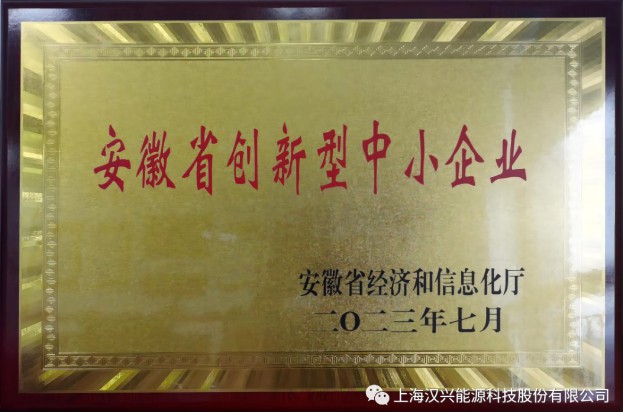 安徽省创新型中小企业
安徽省经济和信息化厅
二〇二三年七月
上海汉兴能源科技股份有限公司